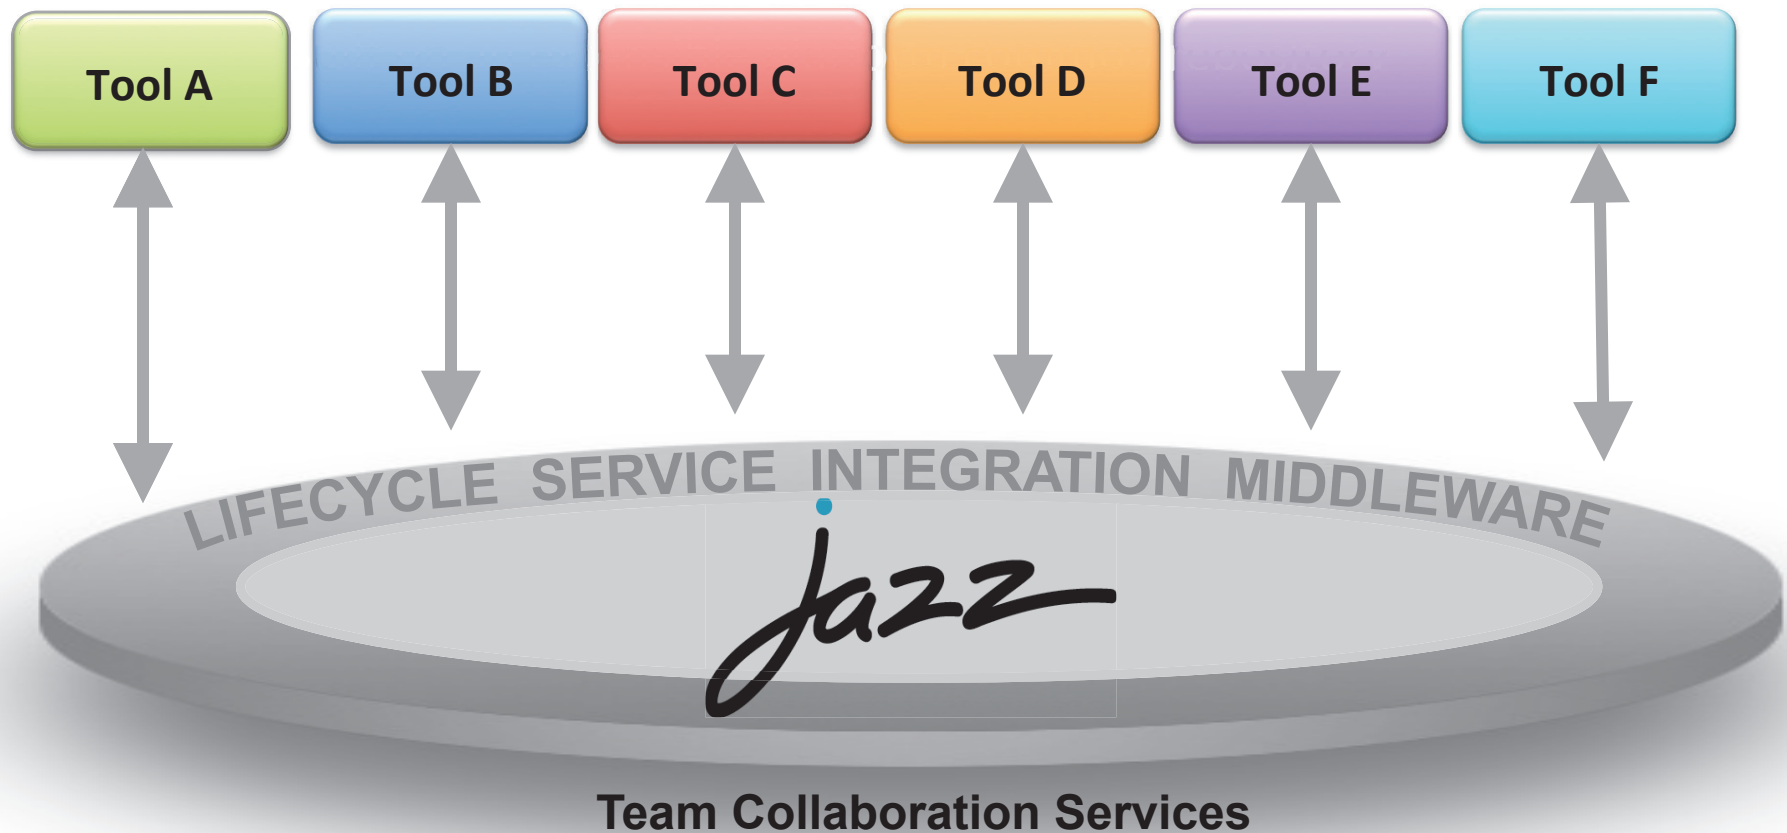 Tool A Tool B Tool C Tool D Tool E Tool F
LIFECYCLE SERVICE INTEGRATION MIDDLEWARE
jazz
Team Collaboration Services